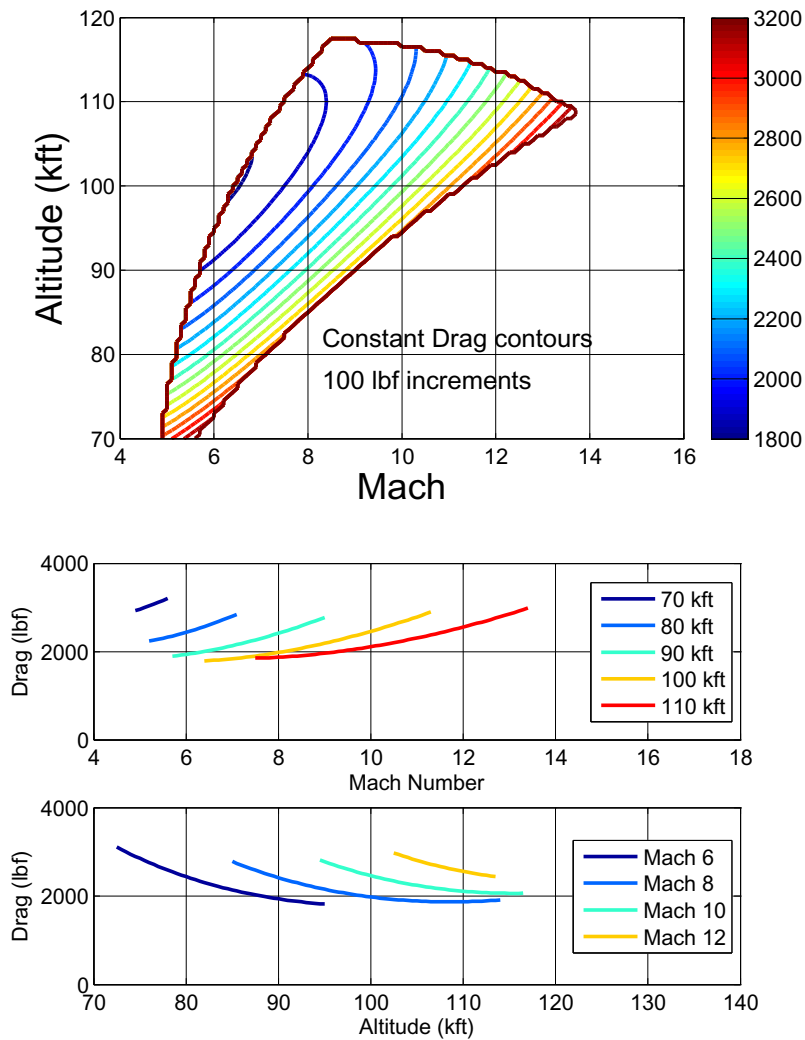 120
110
100
90
80
70
Altitude (kft)
4 6 8 10 12 14 16
Mach
Constant Drag contours
100 lbf increments
3200
3000
2800
2600
2400
2200
2000
1800
4000
2000
0
Drag (lbf)
4 6 8 10 12 14 16 18
Mach Number
70 kft
80 kft
90 kft
100 kft
110 kft
4000
2000
0
Drag (lbf)
70 80 90 100 110 120 130 140
Altitude (kft)
Mach 6
Mach 8
Mach 10
Mach 12